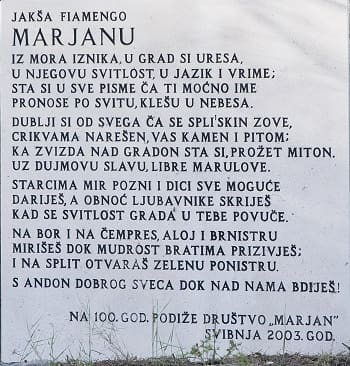 JAKŠA FIAMENGO
MARJANU
IZ MORA IZNIKA, U GRAD SI URESA,
U NJEGOVU SVITLOST, U JAZIK I VRIME;
STA SI U SVE PISME ČA TI MOĆNO IME
PRONOSE PO SVITU, KLEŠU U NEBESA.
DUBLJI SI OD SVEGA ČA SE SPLI'SKIN ZOVE,
CRIKVAMA NAREŠEN, VAS KAMEN I PITOM;
KA ZVIZDA NAD GRADON STA SI, PROŽET MITON.
UZ DUJMOVU SLAVU, LIBRE MARULOVE.
STARCIMA MIR POZNI I DICI SVE MOGUĆE
DARIJEŠ, A OBNOĆ LJUBAVNIKE SKRIJEŠ
KAD SE SVITLOST GRADA U TEBE POVUČE.
NA BOR I NA ČEMPRES, ALOJ I BRNISTRU
MIRIŠEŠ DOK MUDROST BRATIMA PRIZIVJEŠ;
I NA SPLIT OTVARAŠ ZELENU PONISTRU.
S ANDON DOBROG SVECA DOK NAD NAMA BDIJEŠ!
NA 100. GOD. PODIŽE DRUŠTVO „MARJAN"
SVIBNJA 2003. GOD.